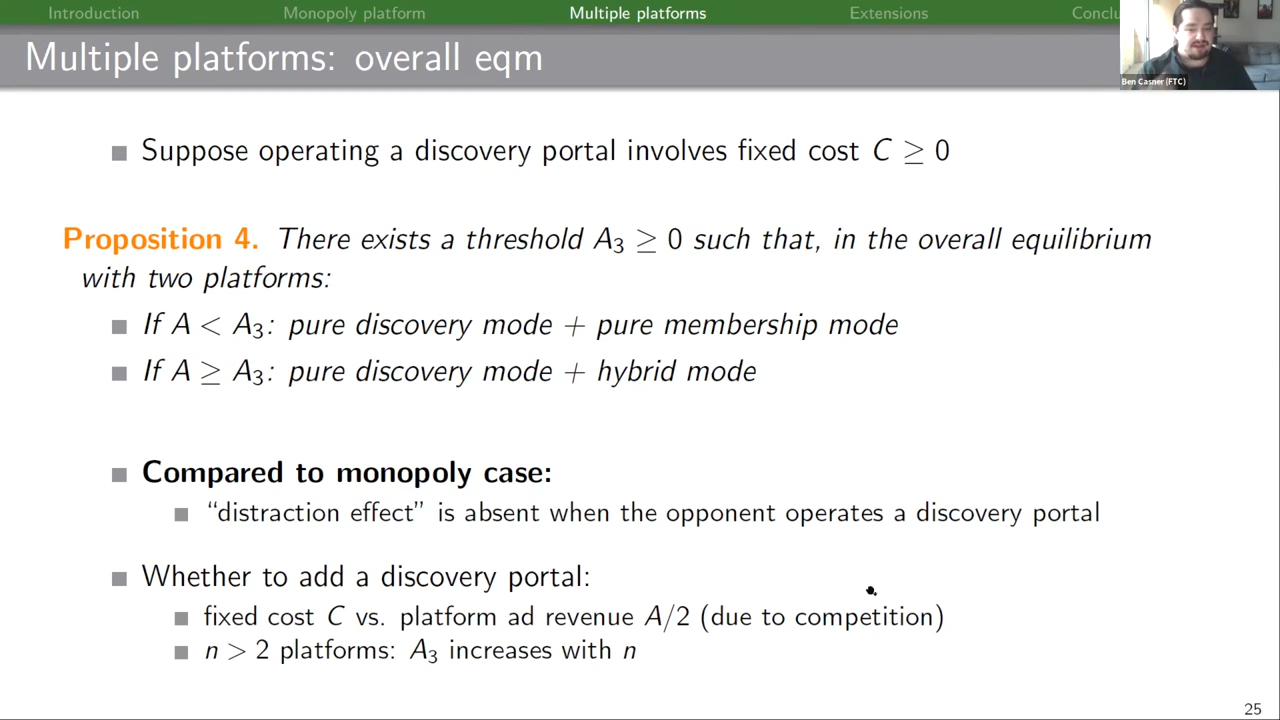 Introduction Monopoly platform Multiple platforms Extensions Conclu
Multiple platforms: overall eqm
Ben Casner (FTC)
■ Suppose operating a discovery portal involves fixed cost C ≥ 0
Proposition 4. There exists a threshold A₃ ≥ 0 such that, in the overall equilibrium
with two platforms:
■ If A < A₃: pure discovery mode + pure membership mode
■ If A ≥ A₃: pure discovery mode + hybrid mode
■ Compared to monopoly case:
■ “distraction effect” is absent when the opponent operates a discovery portal
■ Whether to add a discovery portal:
■ fixed cost C vs. platform ad revenue A/2 (due to competition)
■ n > 2 platforms: A₃ increases with n
25